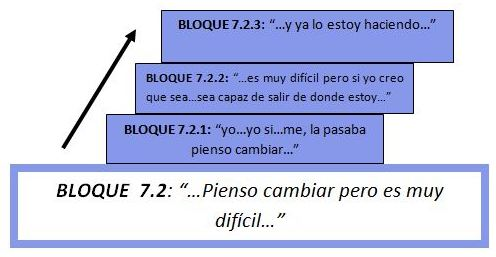 BLOQUE 7.2.3: “…y ya lo estoy haciendo…”
BLOQUE 7.2.2: “…es muy difícil pero si yo creo
que sea…sea capaz de salir de donde estoy…”
BLOQUE 7.2.1: “yo…yo si…me, la pasaba
pienso cambiar…”
BLOQUE 7.2: “…Pienso cambiar pero es muy
difícil…”